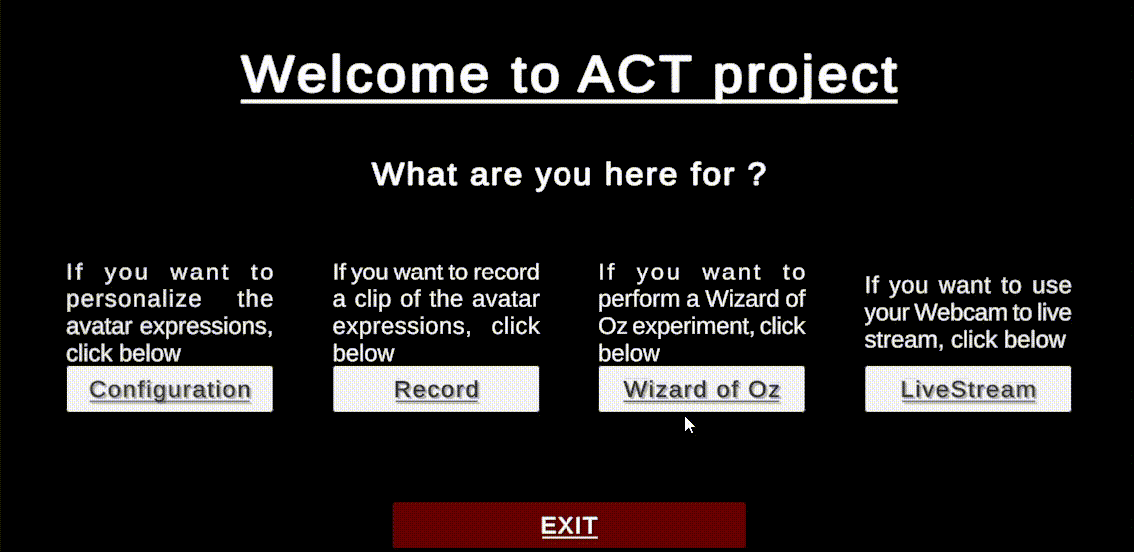 Welcome to ACT project
What are you here for ?
If you want to
personalize the
avatar expressions,
click below
Configuration
If you want to record
a clip of the avatar
expressions, click
below
Record
If you want to
perform a Wizard of
Oz experiment, click
below
Wizard of Oz
If you want to use
your Webcam to live
stream, click below
LiveStream
EXIT